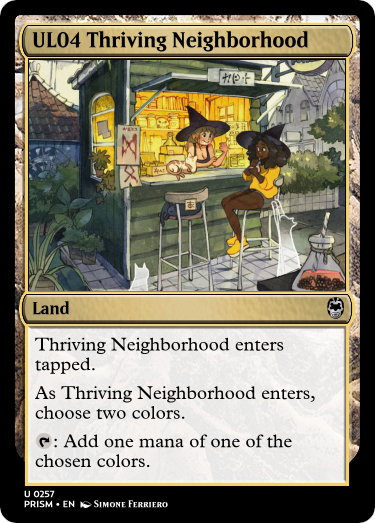 UL04 Thriving Neighborhood
Land
Thriving Neighborhood enters
tapped.
As Thriving Neighborhood enters,
choose two colors.
: Add one mana of one of the
chosen colors.
U 0257
PRISM • EN Simone Ferriero